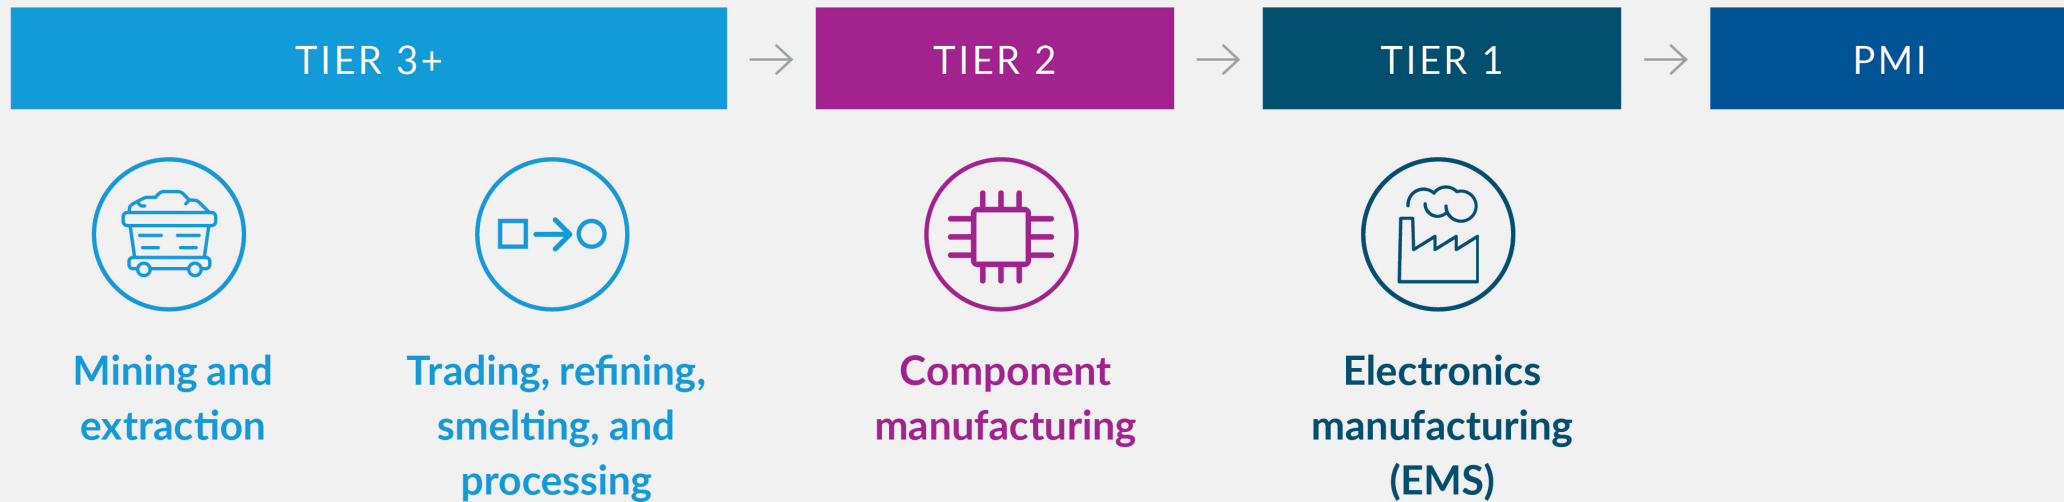 TIER 3+
TIER 2
TIER 1
PMI
Mining and
extraction
Trading, refining,
smelting, and
processing
Component
manufacturing
Electronics
manufacturing
(EMS)